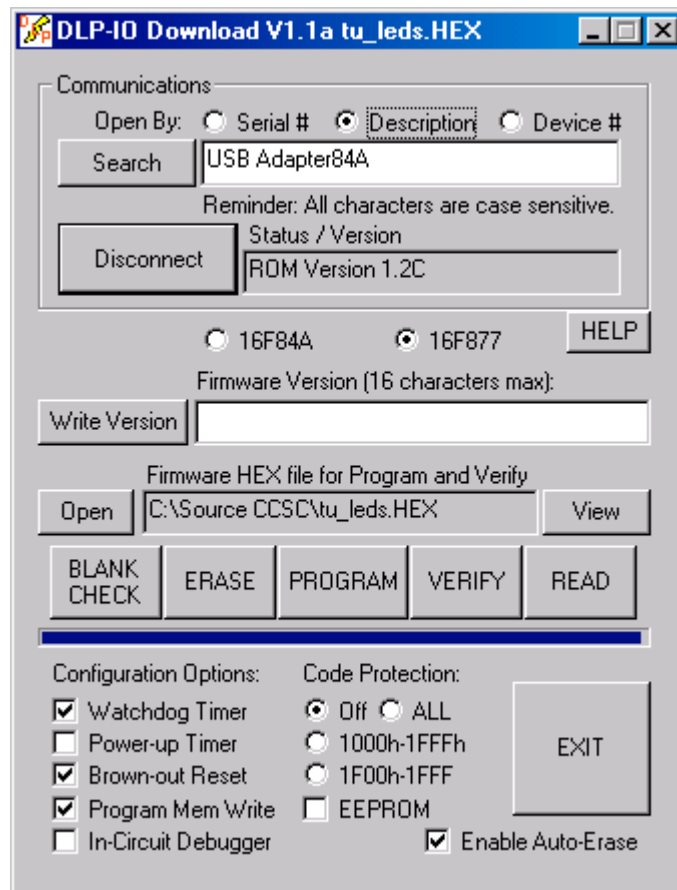 DLP-IO Download V1.1a tu_leds.HEX
Communications
Open By: Serial # Description Device #
Search USB Adapter84A
Reminder: All characters are case sensitive.
Status / Version
Disconnect ROM Version 1.2C
16F84A 16F877 HELP
Firmware Version (16 characters max):
Write Version
Firmware HEX file for Program and Verify
Open C:\Source CCSC\tu_leds.HEX View
BLANK CHECK ERASE PROGRAM VERIFY READ
Configuration Options: Code Protection:
Watchdog Timer Off ALL
Power-up Timer 1000h-1FFFh EXIT
Brown-out Reset 1F00h-1FFF
Program Mem Write EEPROM
In-Circuit Debugger Enable Auto-Erase